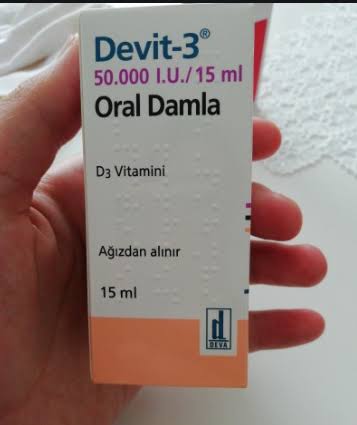 Devit-3®
50.000 I.U./15 ml
Oral Damla
D3 Vitamini
Ağızdan alınır
15 ml
d
DEVA